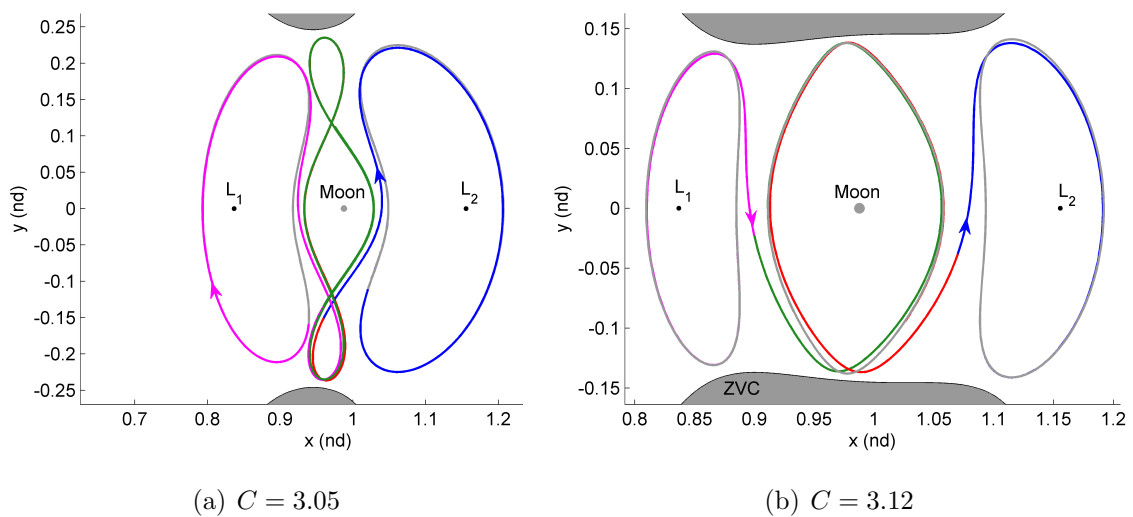 0.25
0.2
0.15
0.1
0.05
0
-0.05
-0.1
-0.15
-0.2
-0.25
y (nd)
L1
Moon
L2
0.7 0.8 0.9 1 1.1 1.2
x (nd)
(a) C = 3.05
0.15
0.1
0.05
0
-0.05
-0.1
-0.15
y (nd)
L1
Moon
L2
ZVC
0.8 0.85 0.9 0.95 1 1.05 1.1 1.15 1.2
x (nd)
(b) C = 3.12